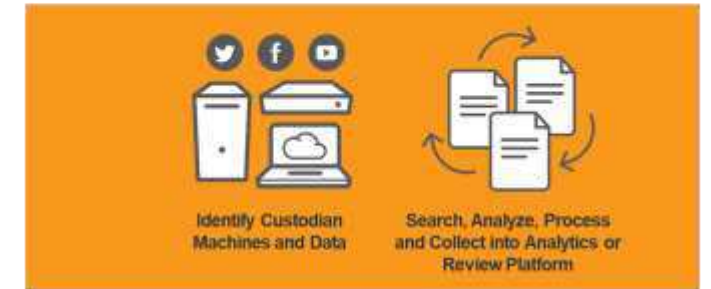 Identify Custodian
Machines and Data
Search, Analyze, Process
and Collect into Analytics or
Review Platform